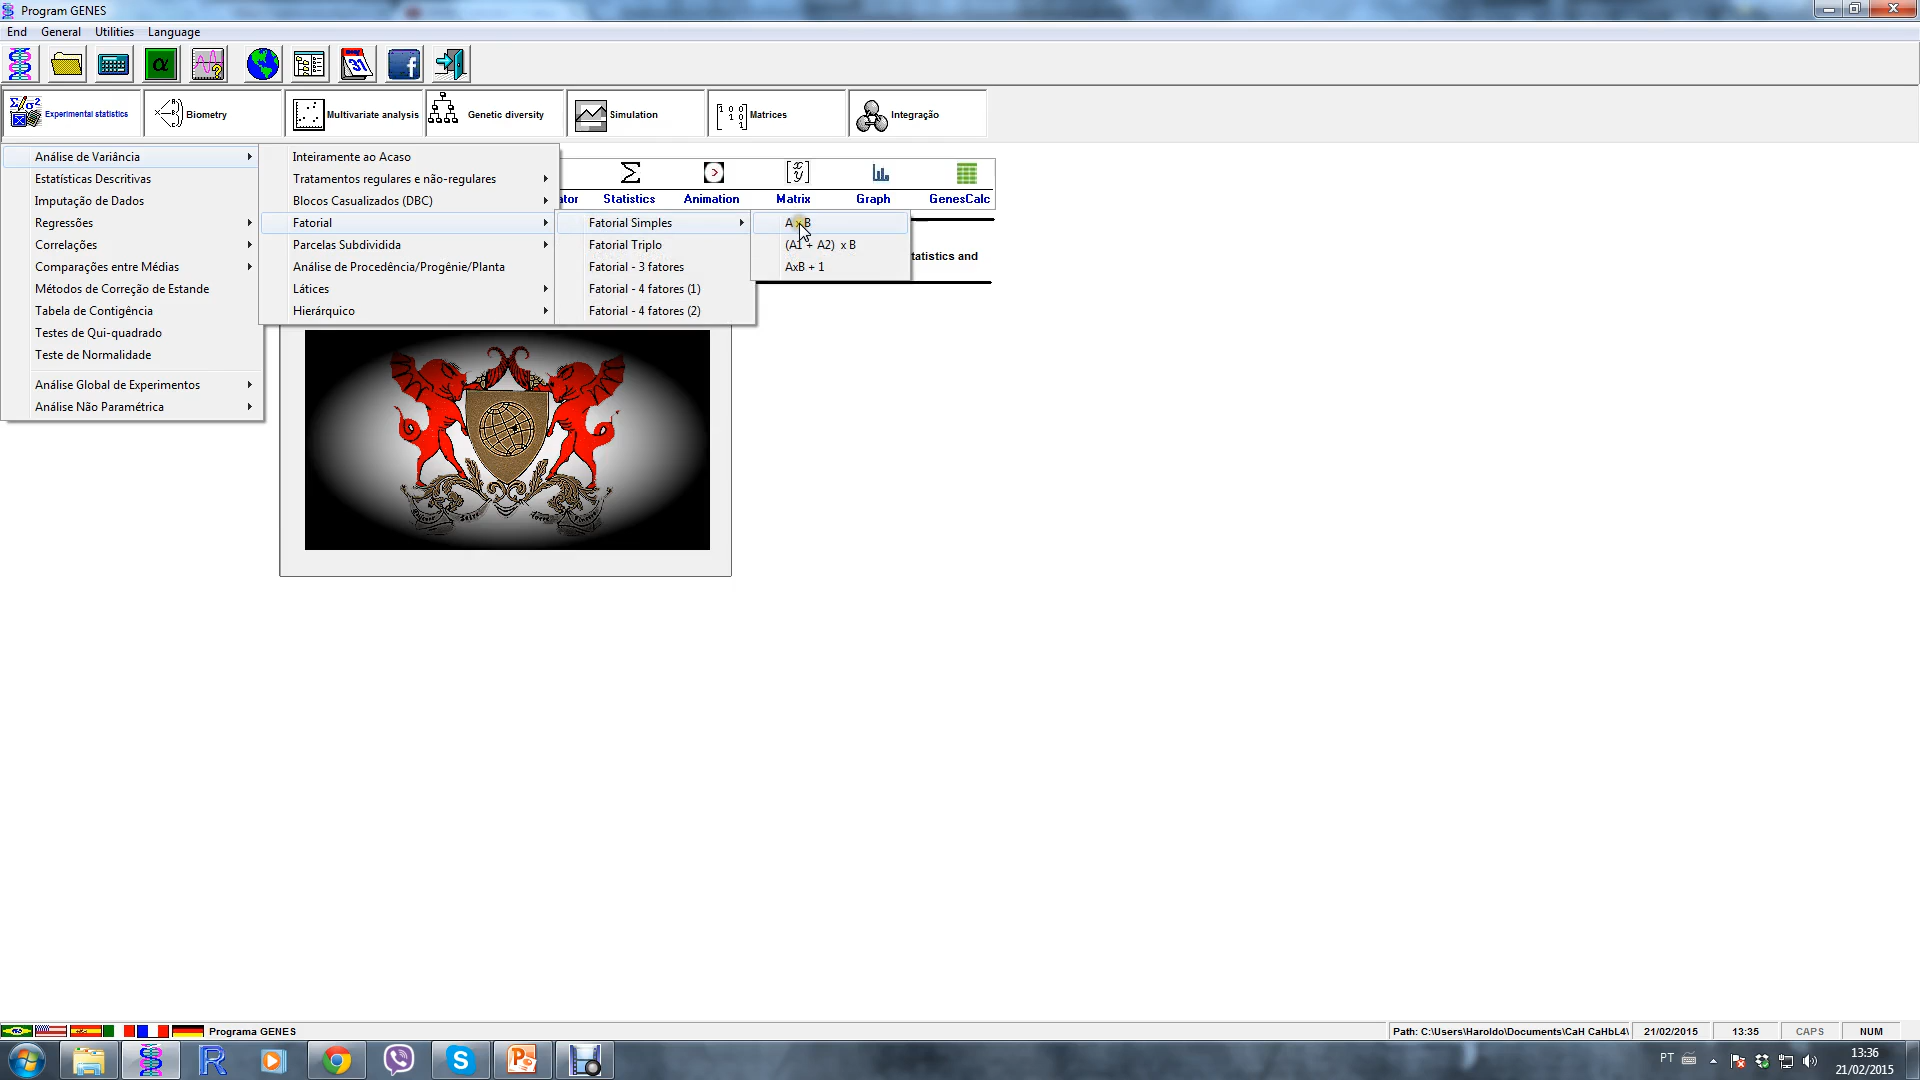 Program GENES
End General Utilities Language
31
Experimental statistics Biometry Multivariate analysis Genetic diversity Simulation Matrices Integração
Análise de Variância
Estatísticas Descritivas
Imputação de Dados
Regressões
Correlações
Comparações entre Médias
Métodos de Correção de Estande
Tabela de Contigência
Testes de Qui-quadrado
Teste de Normalidade
Análise Global de Experimentos
Análise Não Paramétrica
Inteiramente ao Acaso
Tratamentos regulares e não-regulares
Blocos Casualizados (DBC)
Fatorial
Parcelas Subdividida
Análise de Procedência/Progênie/Planta
Látices
Hierárquico
Fatorial Simples
Fatorial Triplo
Fatorial - 3 fatores
Fatorial - 4 fatores (1)
Fatorial - 4 fatores (2)
A x B
(A1 + A2) x B
AxB + 1
ator Statistics Animation Matrix Graph GenesCalc
tatistics and
Programa GENES Path: C:\Users\Haroldo\Documents\CaH CaHbL4\ 21/02/2015 13:35 CAPS NUM
PT 13:36
21/02/2015